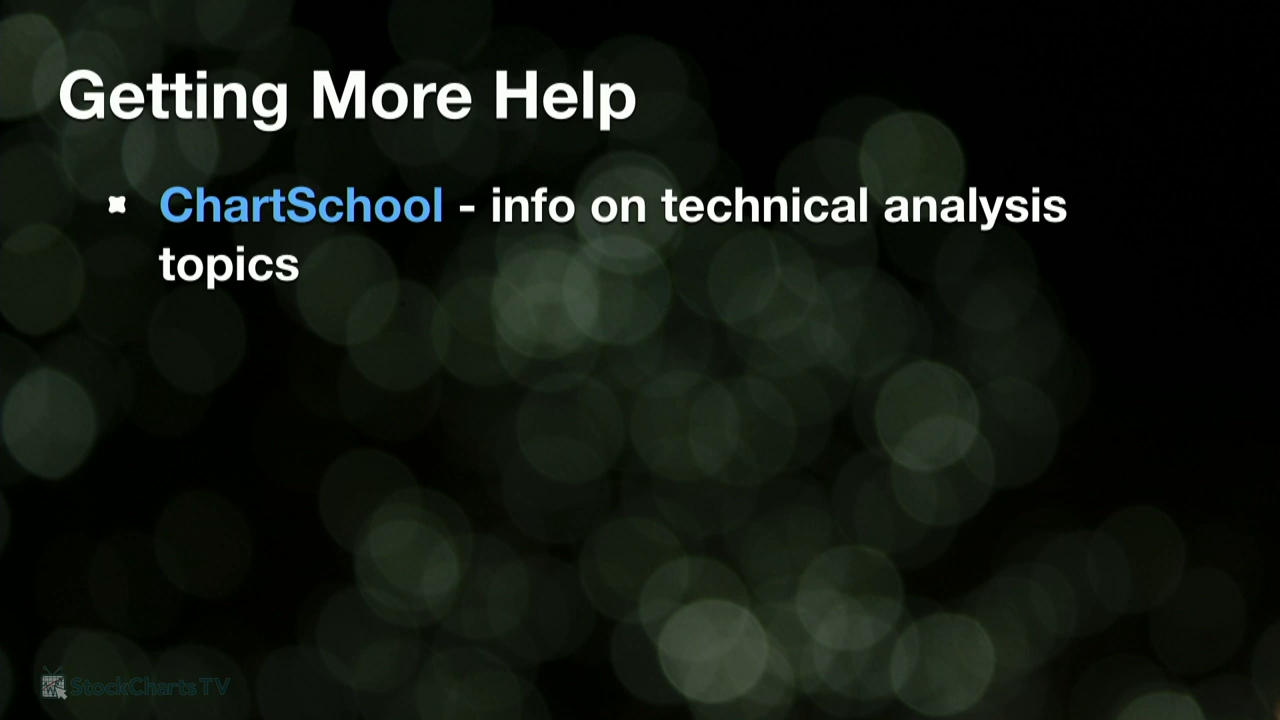 Getting More Help
ChartSchool - info on technical analysis
topics
StockCharts TV